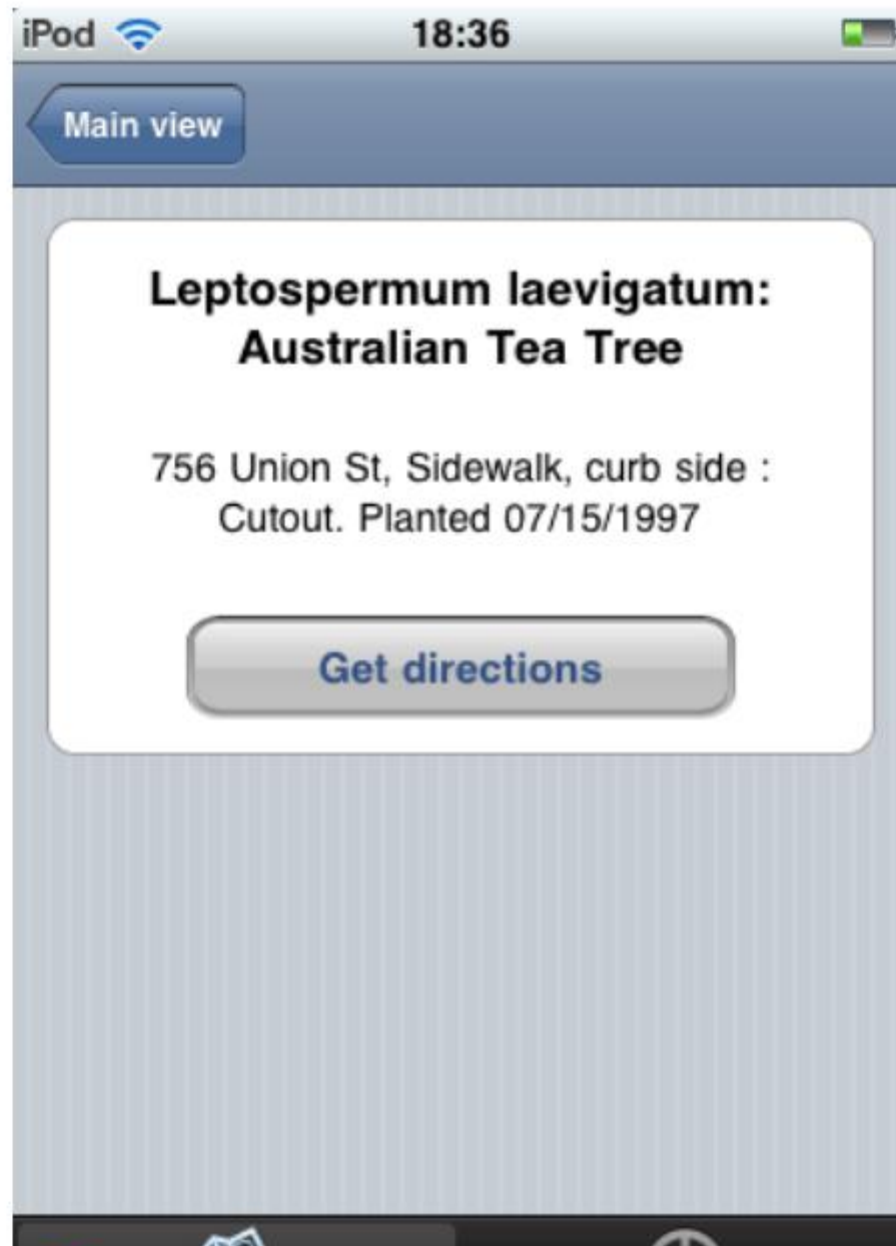 iPod 18:36
Main view
Leptospermum laevigatum:
Australian Tea Tree
756 Union St, Sidewalk, curb side :
Cutout. Planted 07/15/1997
Get directions